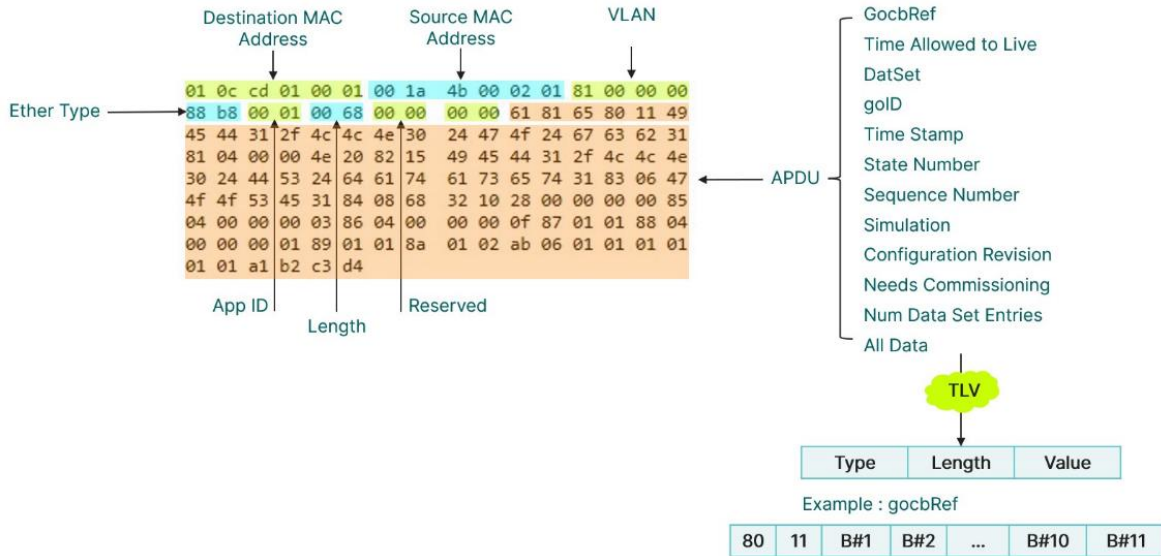 Destination MAC
Address
Source MAC
Address
VLAN
Ether Type
01 0c cd 01 00 01 00 1a 4b 00 02 01 81 00 00 00
88 b8 00 01 00 68 00 00 00 00 61 81 65 80 11 49
45 44 31 2f 4c 4c 4e 30 24 47 4f 24 67 63 62 31
81 04 00 00 4e 20 82 15 49 45 44 31 2f 4c 4c 4e
30 24 44 53 24 64 61 74 61 73 65 74 31 83 06 47
4f 4f 53 45 31 84 08 68 32 10 28 00 00 00 00 85
04 00 00 00 03 86 04 00 00 00 0f 87 01 01 88 04
00 00 00 01 89 01 01 8a 01 02 ab 06 01 01 01 01
01 01 a1 b2 c3 d4
App ID
Length
Reserved
APDU
GocbRef
Time Allowed to Live
DatSet
goID
Time Stamp
State Number
Sequence Number
Simulation
Configuration Revision
Needs Commissioning
Num Data Set Entries
All Data
TLV
Type Length Value
Example : gocbRef
80 11 B#1 B#2 ... B#10 B#11